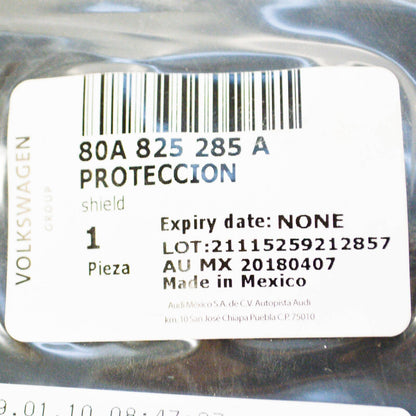 VOLKSWAGEN
GROUP
80A 825 285 A
PROTECCION
shield
1
Pieza
Expiry date: NONE
LOT:21115259212857
AU MX 20180407
Made in Mexico
Audi México S.A. de C.V. Autopista Audi
km. 10 San José Chiapa Puebla C.P. 75010